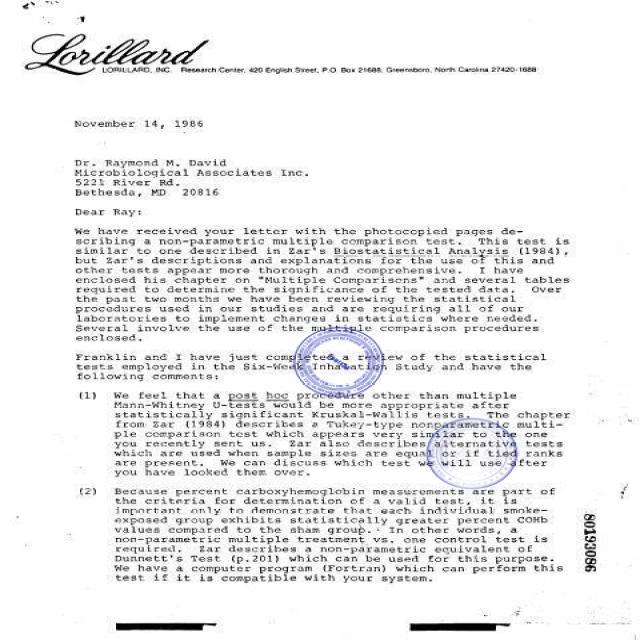 Lorillard
LORILLARD, INC. Research Center, 420 English Street, P.O. Box 21688, Greensboro, North Carolina 27420-1688
November 14, 1986
Dr. Raymond M. David
Microbiological Associates Inc.
5221 River Rd.
Bethesda, MD 20816
Dear Ray:
We have received your letter with the photocopied pages de-
scribing a non-parametric multiple comparison test. This test is
similar to one described in Zar's Biostatistical Analysis (1984),
but Zar's descriptions and explanations for the use of this and
other tests appear more thorough and comprehensive. I have
enclosed his chapter on "Multiple Comparisons" and several tables
required to determine the significance of the tested data. Over
the past two months we have been reviewing the statistical
procedures used in our studies and are requiring all of our
laboratories to implement changes in statistics where needed.
Several involve the use of the multiple comparison procedures
enclosed.
Franklin and I have just completed a review of the statistical
tests employed in the Six-Week Inhalation Study and have the
following comments:
(1) We feel that a post hoc procedure other than multiple
Mann-Whitney U-tests would be more appropriate after
statistically significant Kruskal-Wallis tests. The chapter
from Zar (1984) describes a Tukey-type nonparametric multi-
ple comparison test which appears very similar to the one
you recently sent us. Zar also describes alternative tests
which are used when sample sizes are equal or if tied ranks
are present. We can discuss which test we will use after
you have looked them over.
(2) Because percent carboxyhemoglobin measurements are part of
the criteria for determination of a valid test, it is
important only to demonstrate that each individual smoke-
exposed group exhibits statistically greater percent COHb
values compared to the sham group. In other words, a
non-parametric multiple treatment vs. one control test is
required. Zar describes a non-parametric equivalent of
Dunnett's Test (p.201) which can be used for this purpose.
We have a computer program (Fortran) which can perform this
test if it is compatible with your system.
80193086